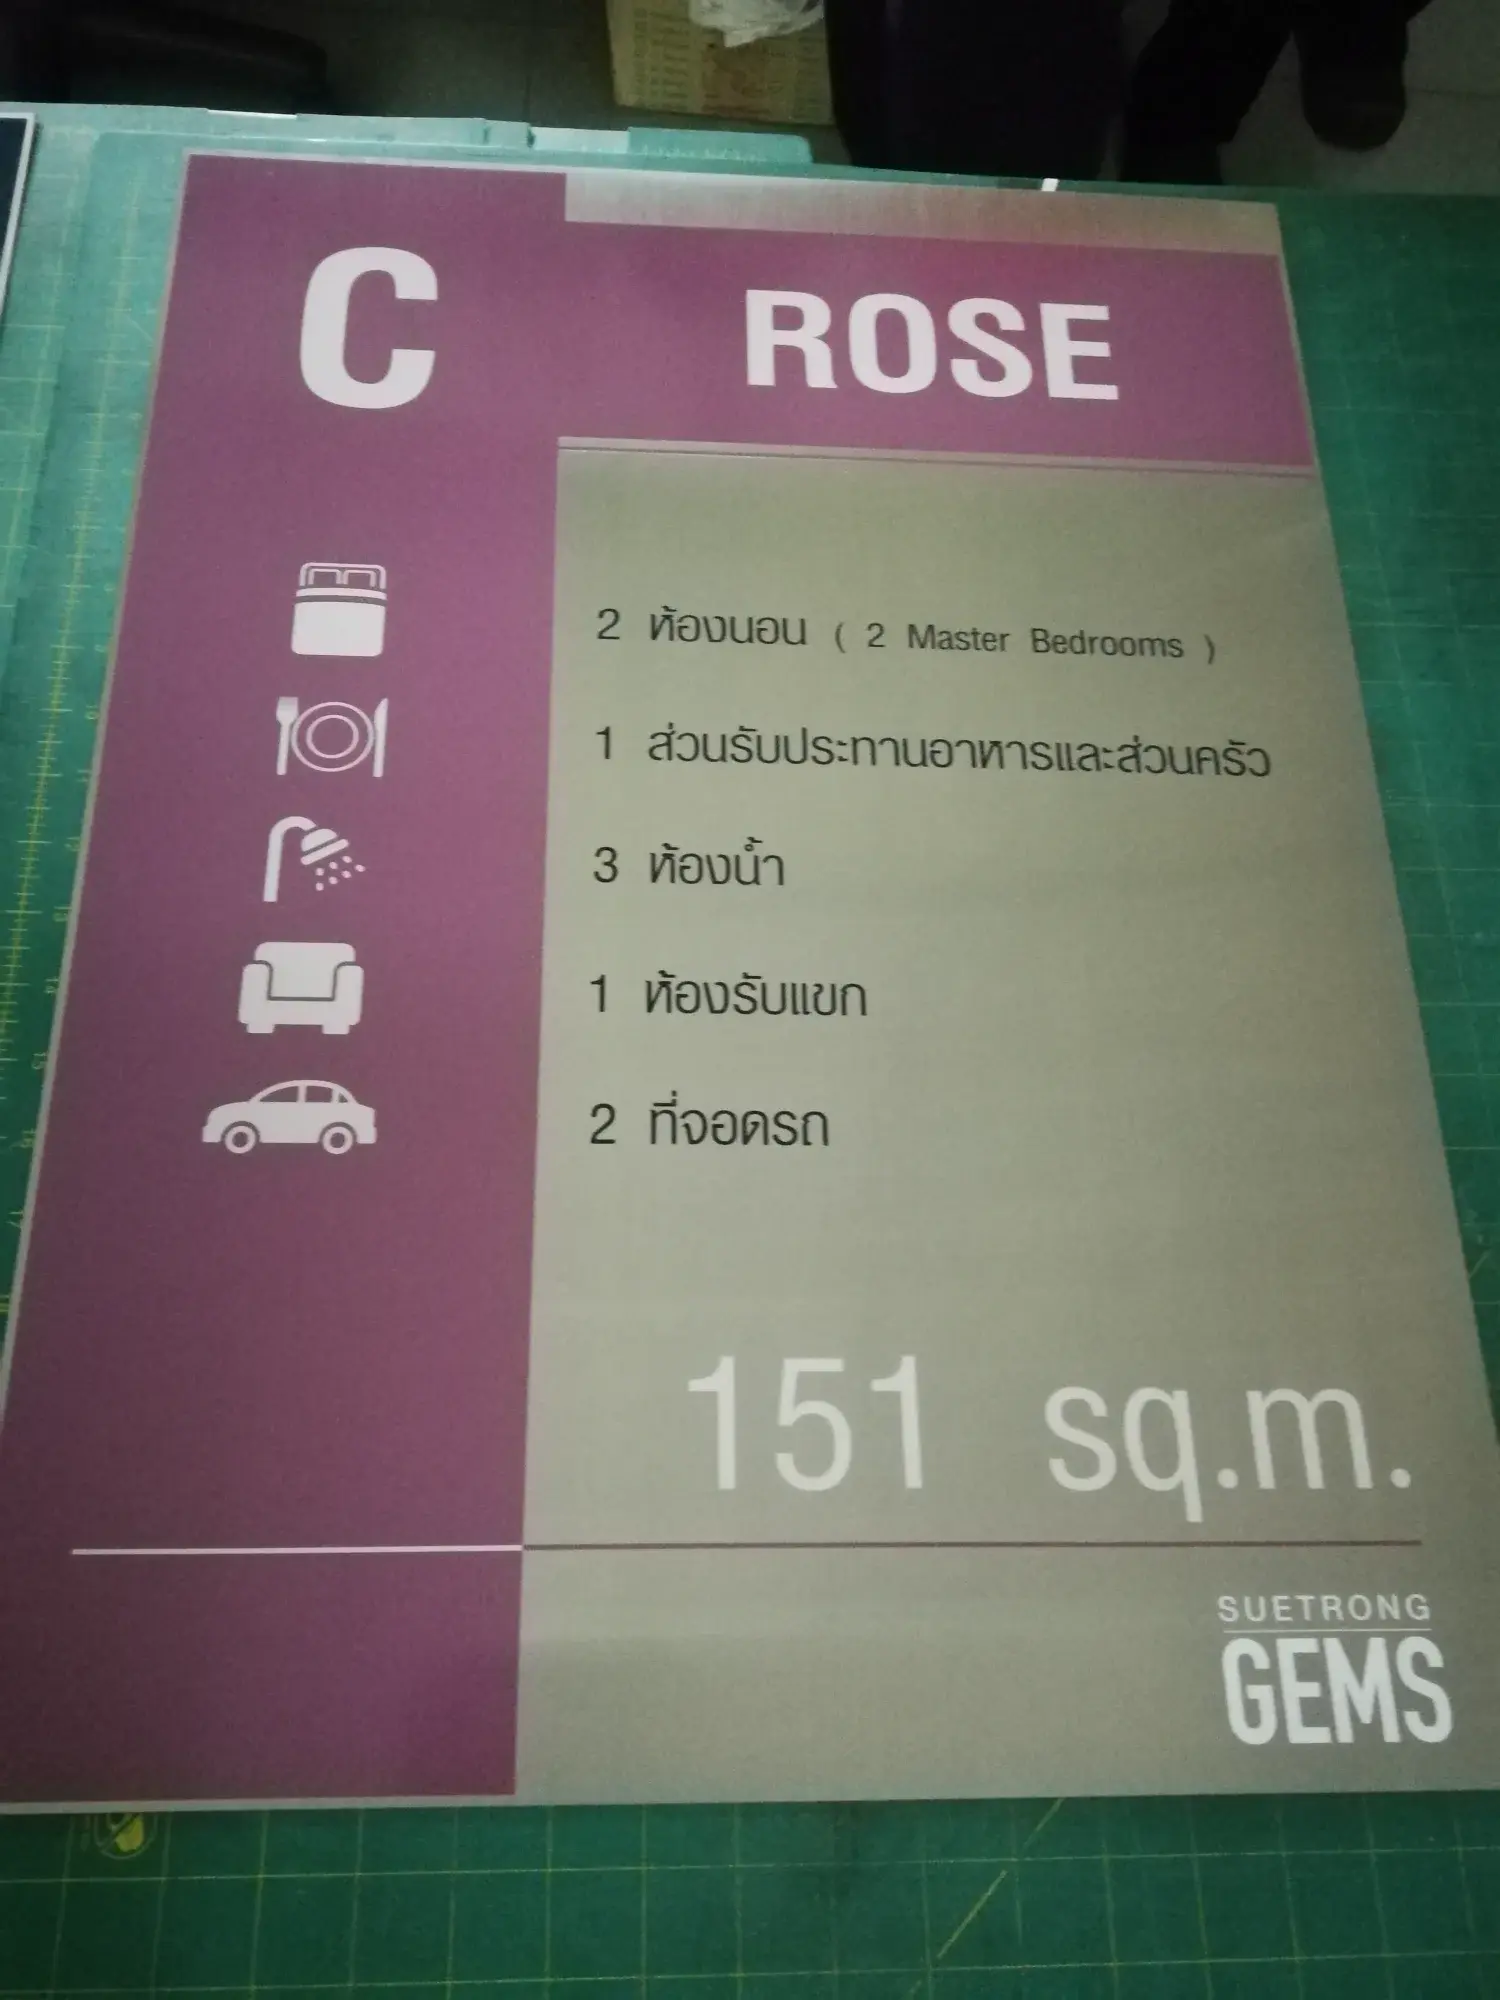 C
ROSE
2 ห้องนอน ( 2 Master Bedrooms )
1 ส่วนรับประทานอาหารและส่วนครัว
3 ห้องน้ำ
1 ห้องรับแขก
2 ที่จอดรถ
151 sq.m.
SUETRONG
GEMS